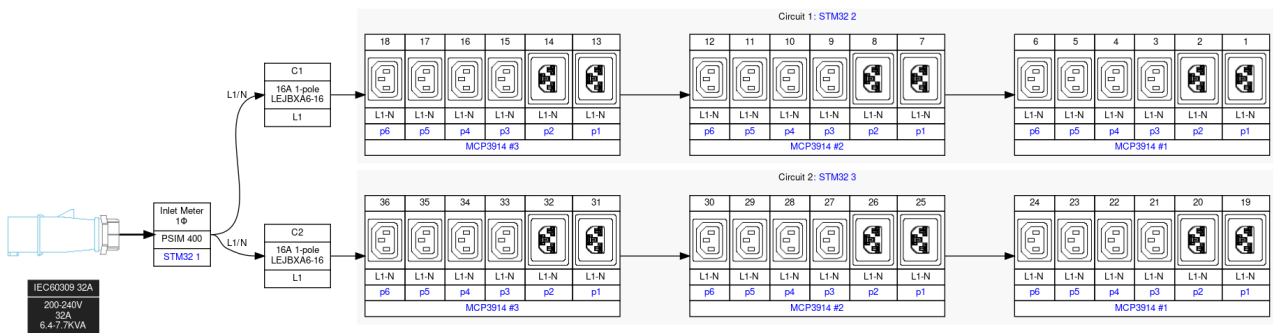 Circuit 1: STM32 2
18 17 16 15 14 13
12 11 10 9 8 7
6 5 4 3 2 1
C1
16A 1-pole
LEJBXA6-16
L1
L1/N
L1-N L1-N L1-N L1-N L1-N L1-N
p6 p5 p4 p3 p2 p1
MCP3914 #3
L1-N L1-N L1-N L1-N L1-N L1-N
p6 p5 p4 p3 p2 p1
MCP3914 #2
L1-N L1-N L1-N L1-N L1-N L1-N
p6 p5 p4 p3 p2 p1
MCP3914 #1
Circuit 2: STM32 3
36 35 34 33 32 31
30 29 28 27 26 25
24 23 22 21 20 19
Inlet Meter
1Φ
PSIM 400
STM32 1
L1/N
C2
16A 1-pole
LEJBXA6-16
L1
L1-N L1-N L1-N L1-N L1-N L1-N
p6 p5 p4 p3 p2 p1
MCP3914 #3
L1-N L1-N L1-N L1-N L1-N L1-N
p6 p5 p4 p3 p2 p1
MCP3914 #2
L1-N L1-N L1-N L1-N L1-N L1-N
p6 p5 p4 p3 p2 p1
MCP3914 #1
IEC60309 32A
200-240V
32A
6.4-7.7KVA